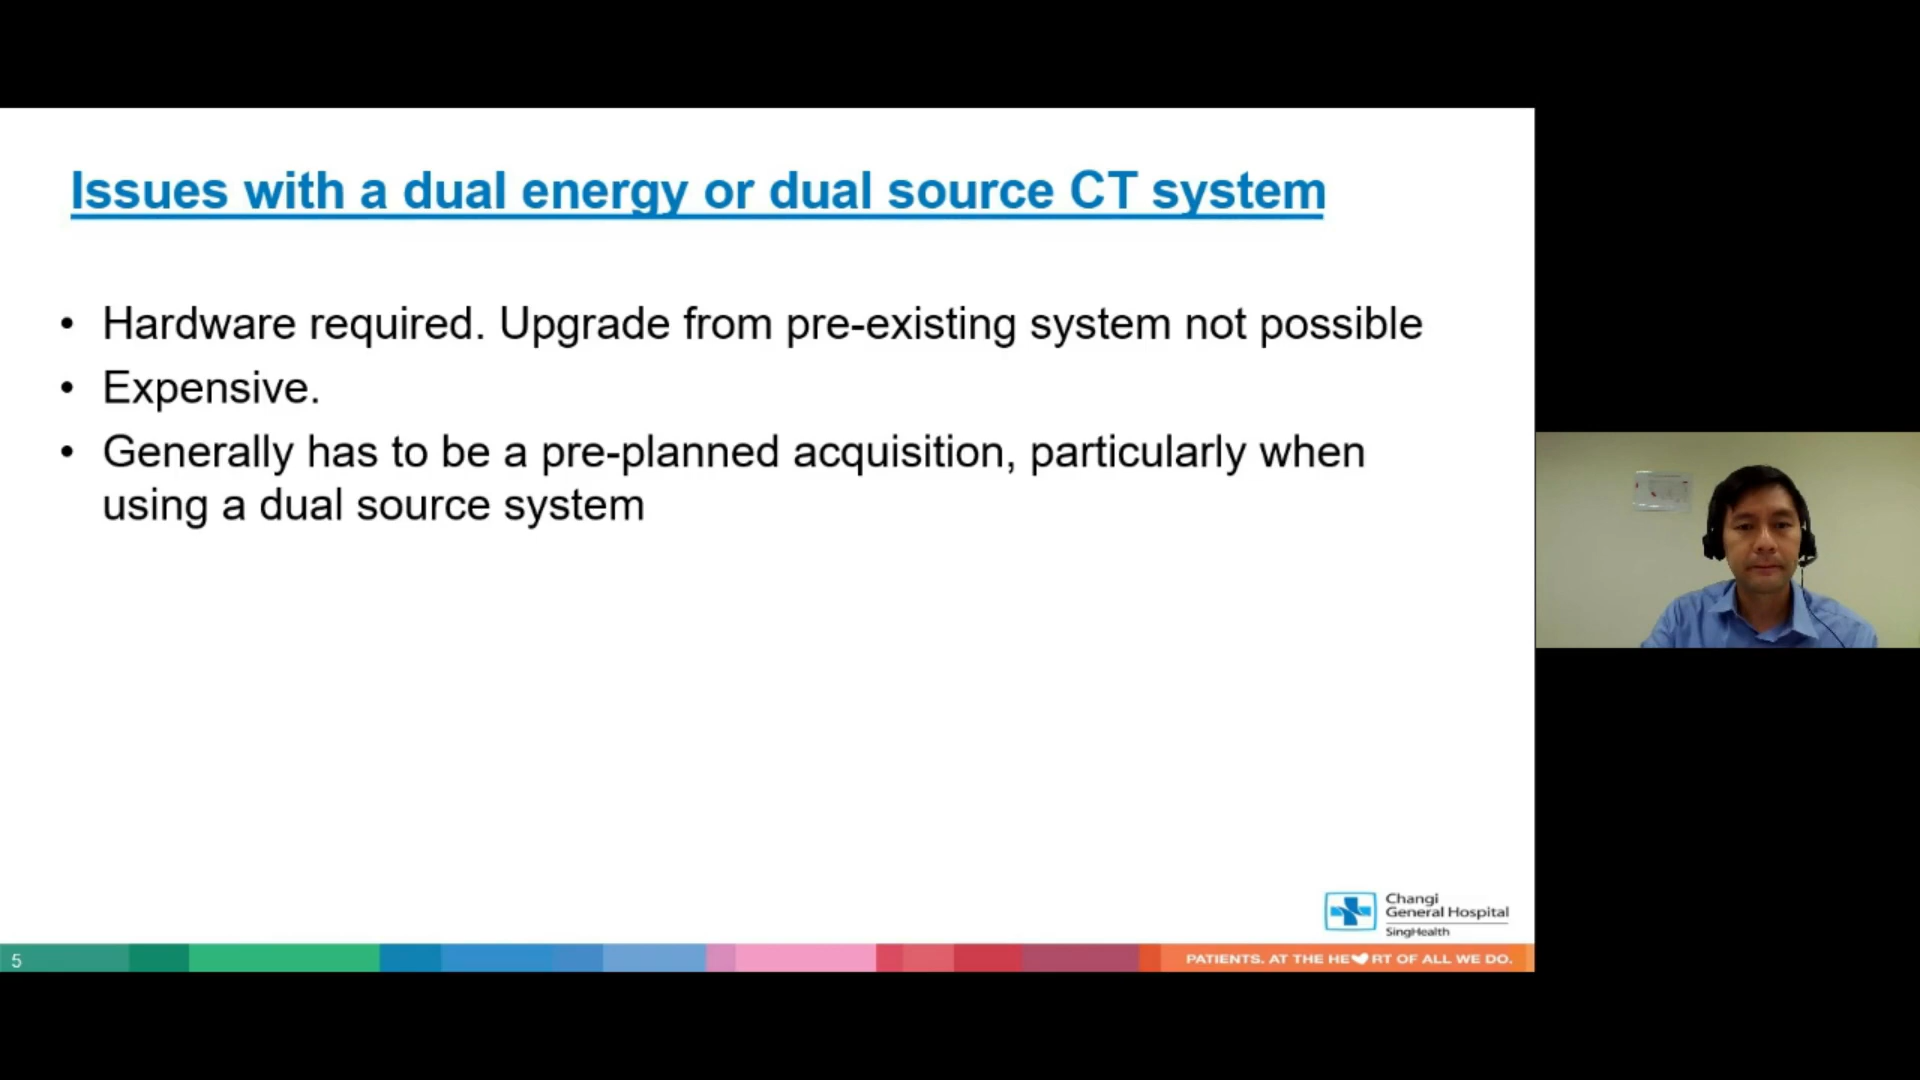 Issues with a dual energy or dual source CT system
• Hardware required. Upgrade from pre-existing system not possible
• Expensive.
• Generally has to be a pre-planned acquisition, particularly when
using a dual source system
Changi
General Hospital
SingHealth
5
PATIENTS. AT THE HE♥RT OF ALL WE DO.